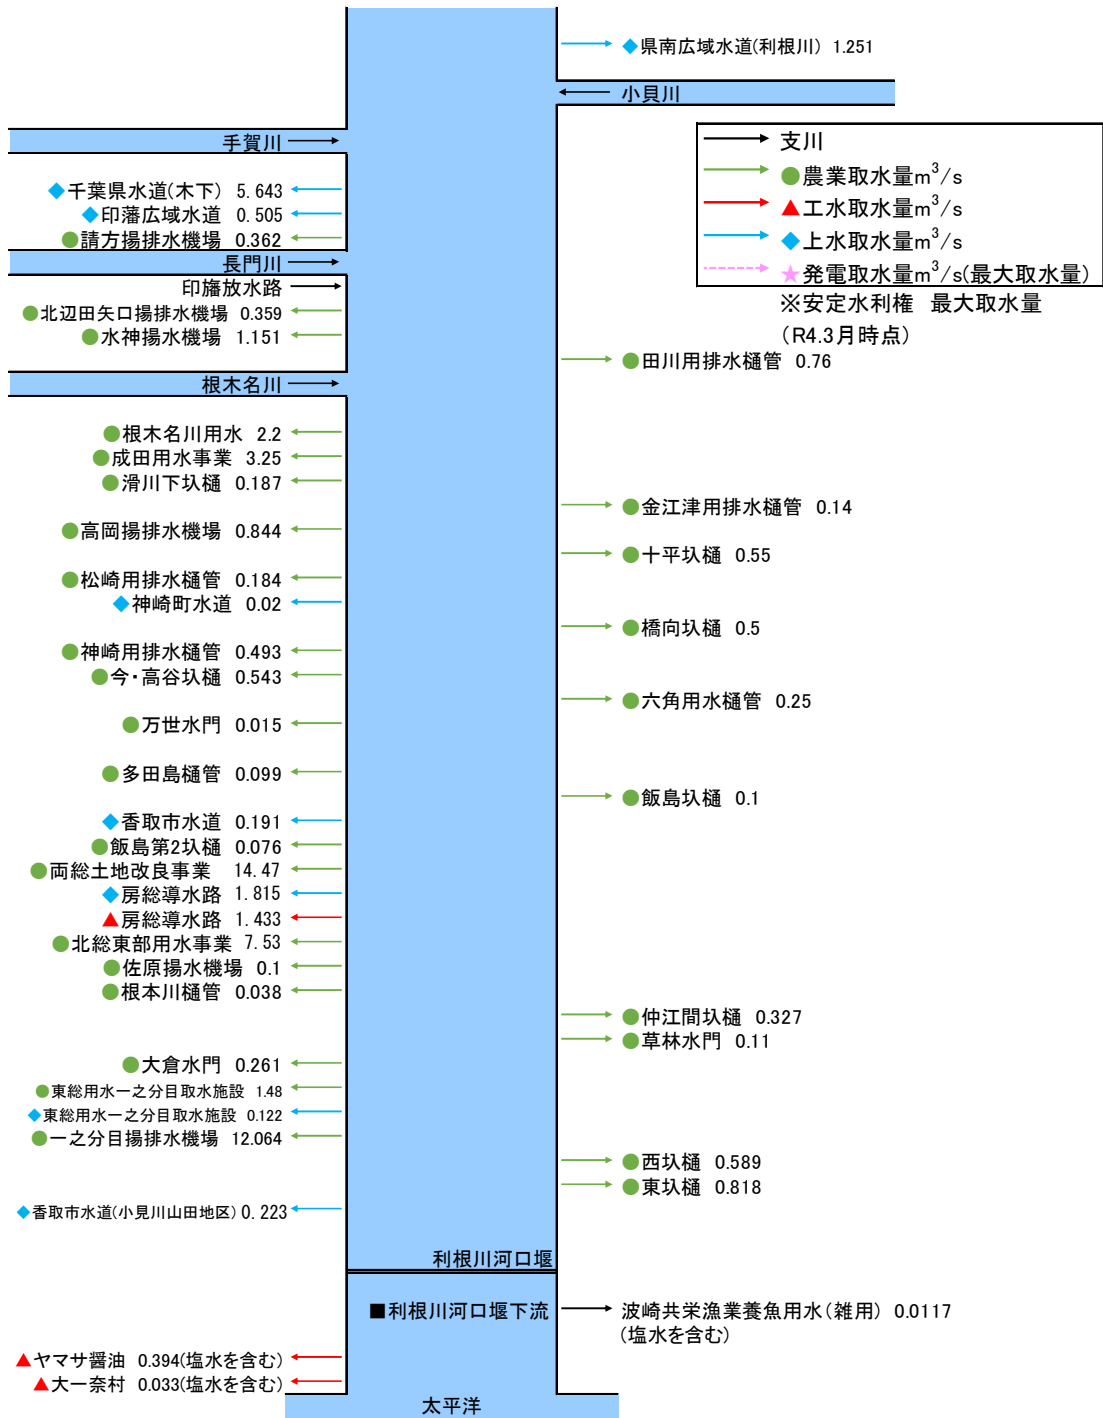 ◆県南広域水道(利根川) 1.251
小貝川
手賀川
支川
●農業取水量m³/s
▲工水取水量m³/s
◆上水取水量m³/s
★発電取水量m³/s(最大取水量)
※安定水利権 最大取水量
(R4.3月時点)
◆千葉県水道(木下) 5.643
◆印藩広域水道 0.505
●請方揚排水機場 0.362
長門川
印旛放水路
●北辺田矢口揚排水機場 0.359
●水神揚水機場 1.151
●田川用排水樋管 0.76
根木名川
●根木名川用水 2.2
●成田用水事業 3.25
●滑川下圦樋 0.187
●金江津用排水樋管 0.14
●高岡揚排水機場 0.844
●十平圦樋 0.55
●松崎用排水樋管 0.184
◆神崎町水道 0.02
●橋向圦樋 0.5
●神崎用排水樋管 0.493
●今・高谷圦樋 0.543
●六角用水樋管 0.25
●万世水門 0.015
●多田島樋管 0.099
●飯島圦樋 0.1
◆香取市水道 0.191
●飯島第2圦樋 0.076
●両総土地改良事業 14.47
◆房総導水路 1.815
▲房総導水路 1.433
●北総東部用水事業 7.53
●佐原揚水機場 0.1
●根本川樋管 0.038
●仲江間圦樋 0.327
●草林水門 0.11
●大倉水門 0.261
●東総用水一之分目取水施設 1.48
◆東総用水一之分目取水施設 0.122
●一之分目揚排水機場 12.064
●西圦樋 0.589
●東圦樋 0.818
◆香取市水道(小見川山田地区) 0.223
利根川河口堰
■利根川河口堰下流
波崎共栄漁業養魚用水(雑用) 0.0117
(塩水を含む)
▲ヤマサ醤油 0.394(塩水を含む)
▲大一奈村 0.033(塩水を含む)
太平洋